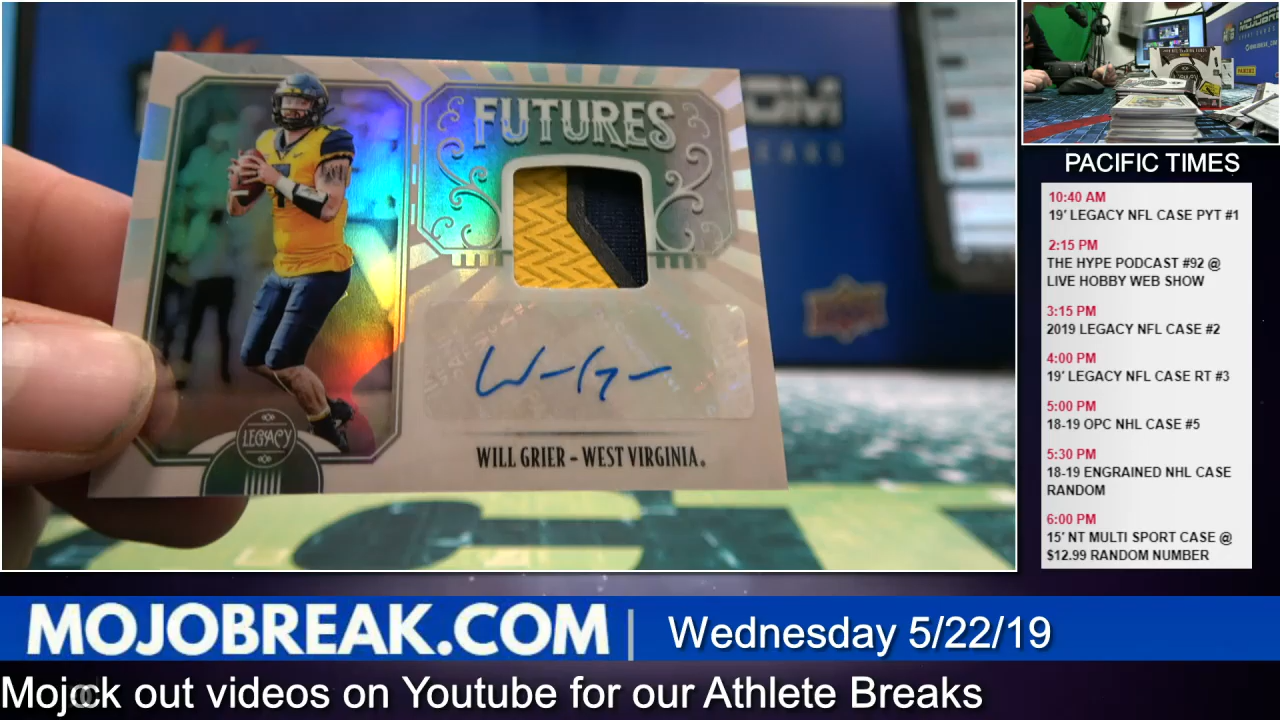 FUTURES
LEGACY
WILL GRIER - WEST VIRGINIA.
PACIFIC TIMES
10:40 AM
19' LEGACY NFL CASE PYT #1
2:15 PM
THE HYPE PODCAST #92 @
LIVE HOBBY WEB SHOW
3:15 PM
2019 LEGACY NFL CASE #2
4:00 PM
19' LEGACY NFL CASE RT #3
5:00 PM
18-19 OPC NHL CASE #5
5:30 PM
18-19 ENGRAINED NHL CASE
RANDOM
6:00 PM
15' NT MULTI SPORT CASE @
$12.99 RANDOM NUMBER
MOJOBREAK.COM | Wednesday 5/22/19
out videos on Youtube for our Athlete Breaks